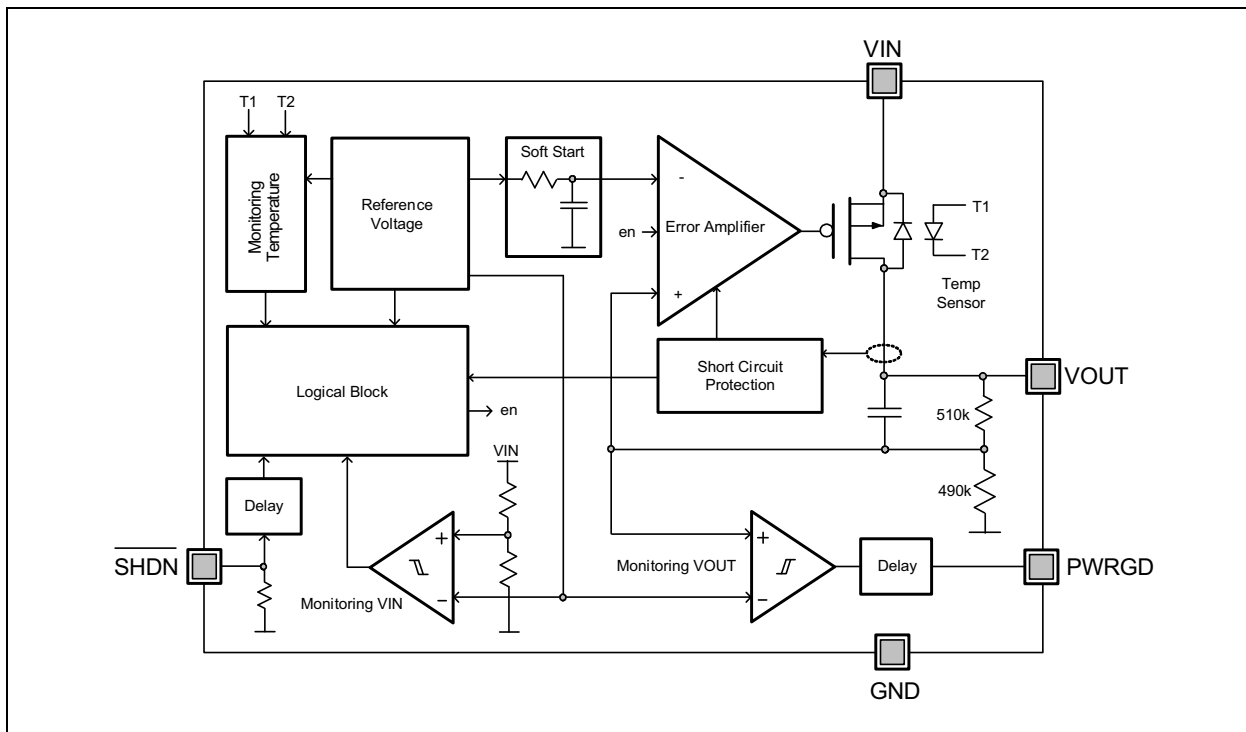 VIN
T1 T2
Monitoring
Temperature
Reference
Voltage
Soft Start
-
en
Error Amplifier
+
T1
T2
Temp
Sensor
Short Circuit
Protection
VOUT
Logical Block
en
510k
490k
VIN
Delay
SHDN
+
−
Monitoring VIN
Monitoring VOUT
+
−
Delay
PWRGD
GND